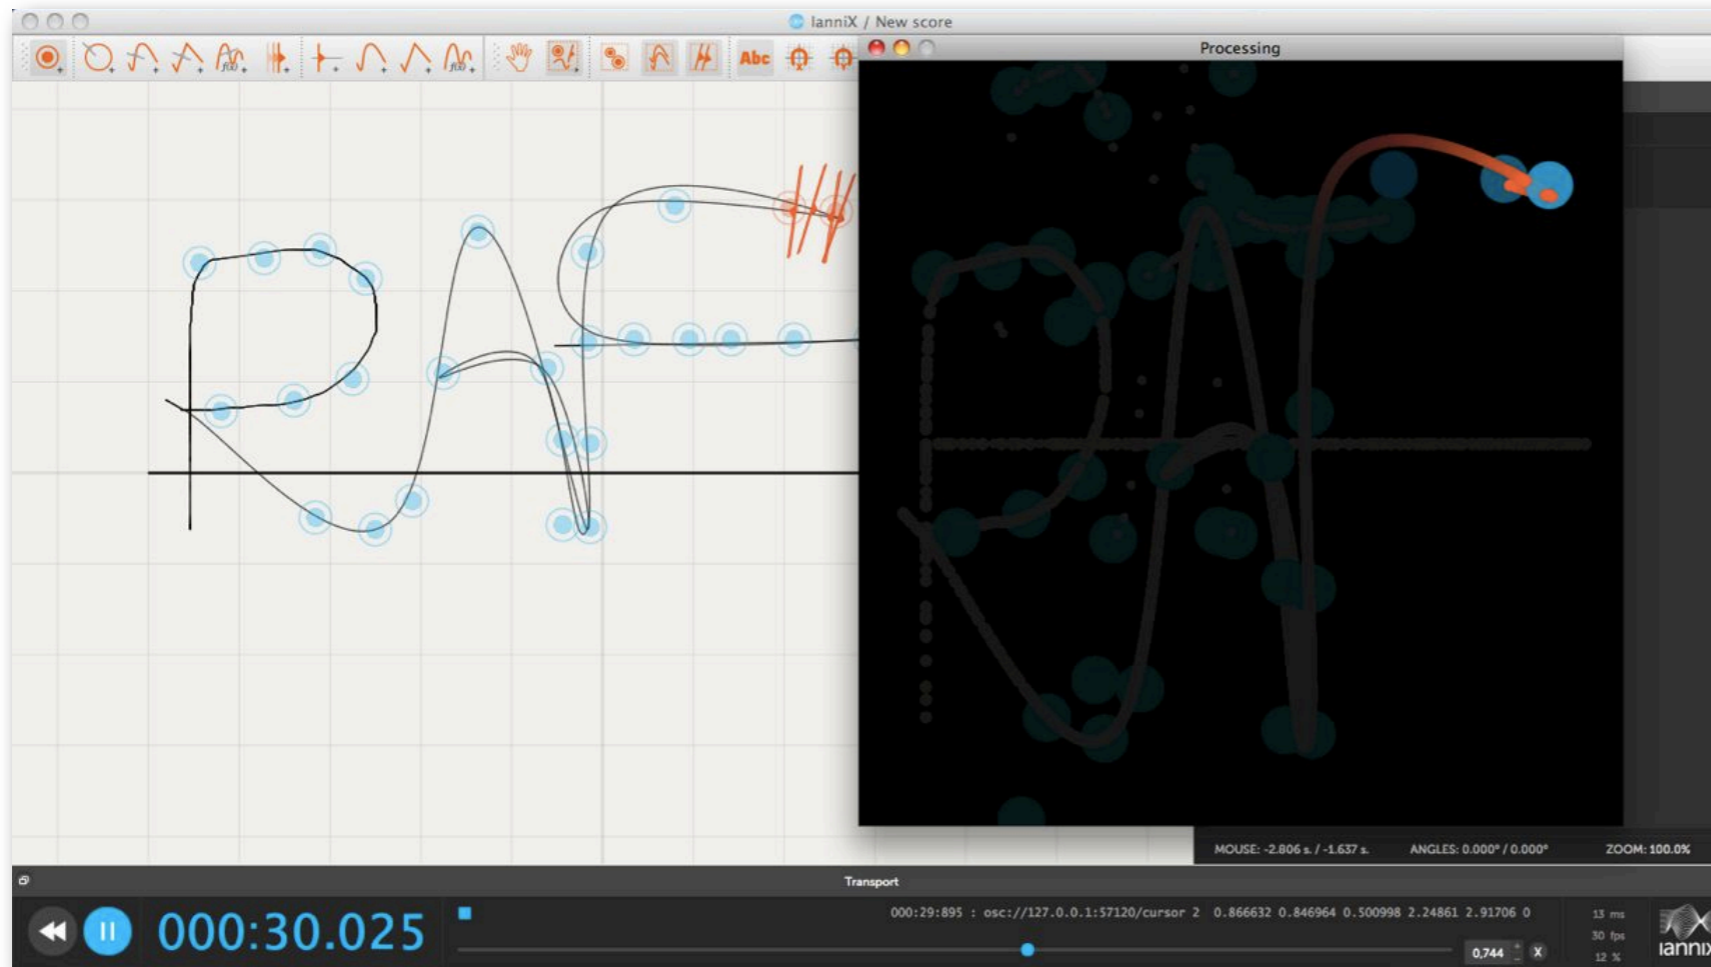 IanniX / New score
Processing
f(x)
f(x)
Abc
RAF
MOUSE: -2.806 s. / -1.637 s. ANGLES: 0.000° / 0.000° ZOOM: 100.0%
Transport
000:30.025
000:29:895 : osc://127.0.0.1:57120/cursor 2 0.866632 0.846964 0.500998 2.24861 2.91706 0
0,744 X
13 ms
30 fps
12 %
iannix